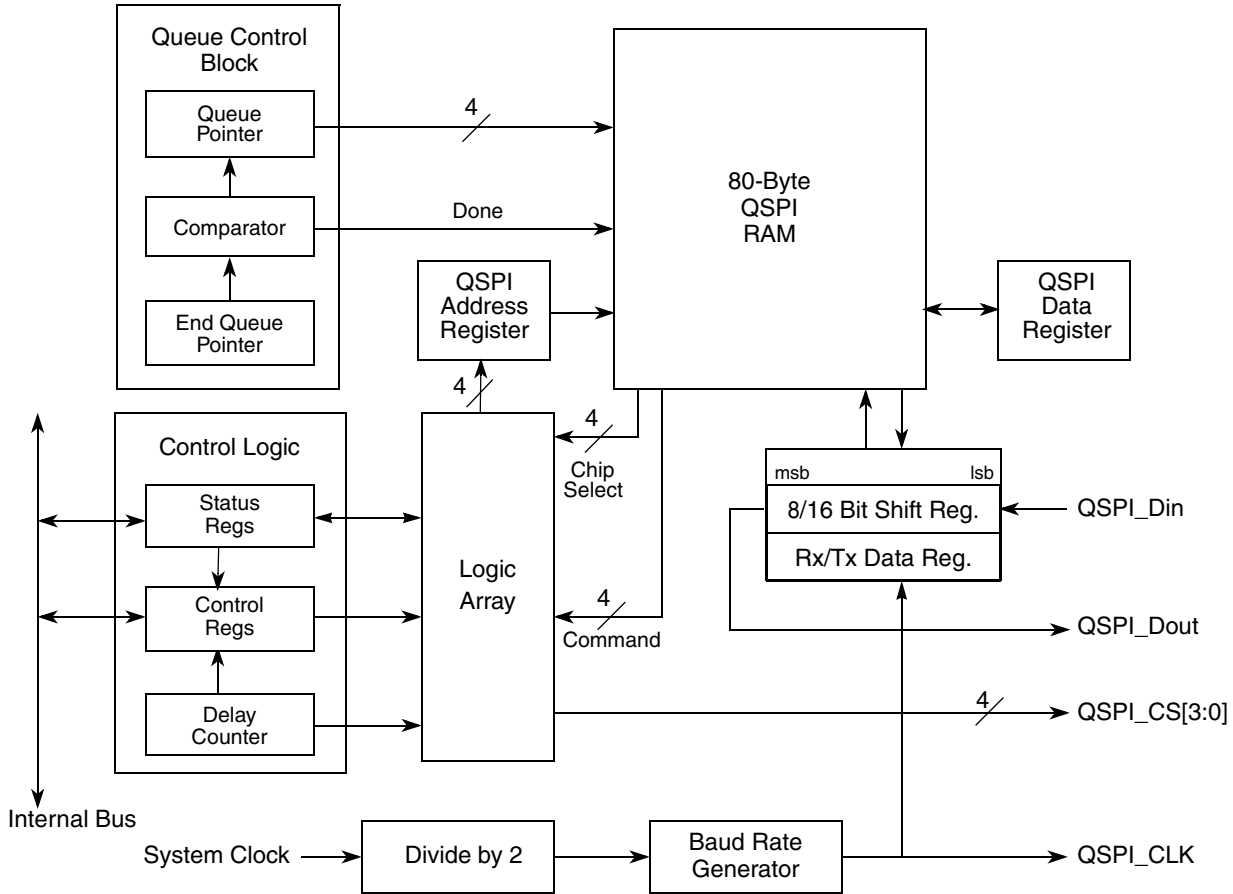 Queue Control
Block
Queue
Pointer
4
Comparator
Done
End Queue
Pointer
80-Byte
QSPI
RAM
QSPI
Address
Register
QSPI
Data
Register
4
4
Chip
Select
Control Logic
Status
Regs
Control
Regs
Delay
Counter
Logic
Array
4
Command
msb
lsb
8/16 Bit Shift Reg.
Rx/Tx Data Reg.
QSPI_Din
QSPI_Dout
4
QSPI_CS[3:0]
Internal Bus
System Clock
Divide by 2
Baud Rate
Generator
QSPI_CLK